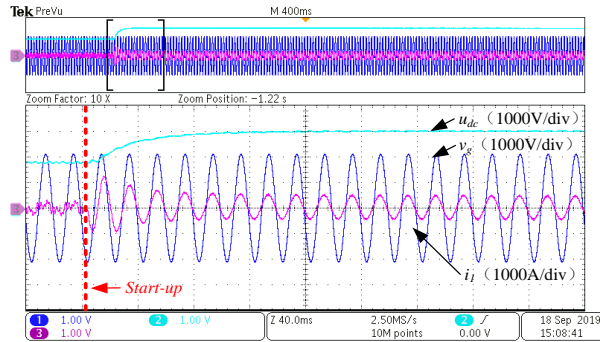 Tek PreVu M 400ms
3
Zoom Factor: 10 X Zoom Position: -1.22 s
u_dc（1000V/div）
v_g（1000V/div）
3
i_1（1000A/div）
Start-up
1 1.00 V 2 1.00 V Z 40.0ms 2.50MS/s 2 18 Sep 2019
3 1.00 V 10M points 0.00 V 15:08:41